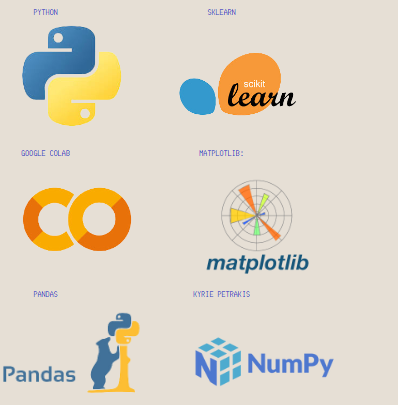 PYTHON
SKLEARN
scikit
learn
GOOGLE COLAB
MATPLOTLIB:
matplotlib
PANDAS
KYRIE PETRAKIS
Pandas
NumPy